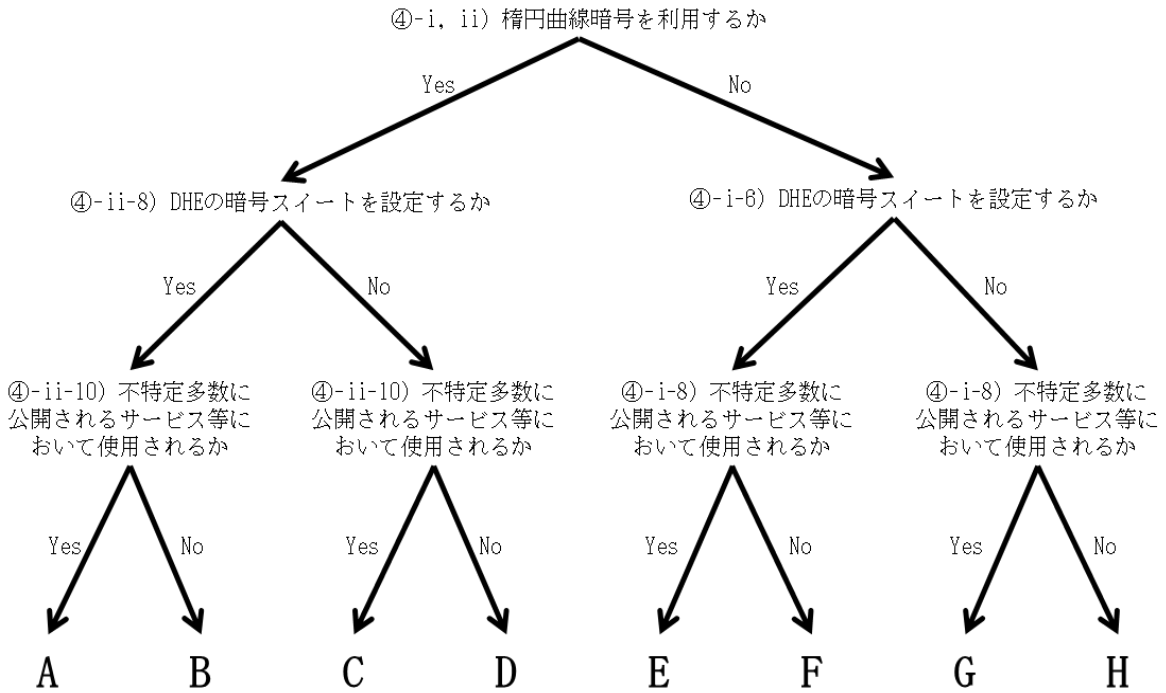 ④-i, ii) 楕円曲線暗号を利用するか
Yes
No
④-ii-8) DHEの暗号スイートを設定するか
④-i-6) DHEの暗号スイートを設定するか
Yes
No
Yes
No
④-ii-10) 不特定多数に
公開されるサービス等に
おいて使用されるか
④-ii-10) 不特定多数に
公開されるサービス等に
おいて使用されるか
④-i-8) 不特定多数に
公開されるサービス等に
おいて使用されるか
④-i-8) 不特定多数に
公開されるサービス等に
おいて使用されるか
Yes
No
Yes
No
Yes
No
Yes
No
A
B
C
D
E
F
G
H